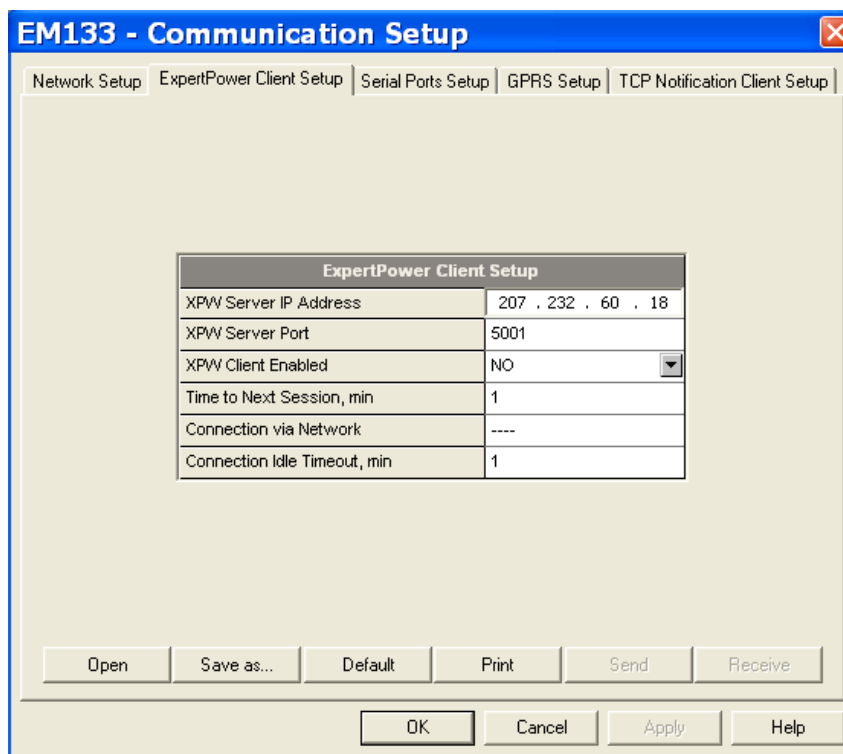 EM133 - Communication Setup
Network Setup ExpertPower Client Setup Serial Ports Setup GPRS Setup TCP Notification Client Setup
ExpertPower Client Setup
XPW Server IP Address 207 . 232 . 60 . 18
XPW Server Port 5001
XPW Client Enabled NO
Time to Next Session, min 1
Connection via Network ----
Connection Idle Timeout, min 1
Open Save as... Default Print Send Receive
OK Cancel Apply Help